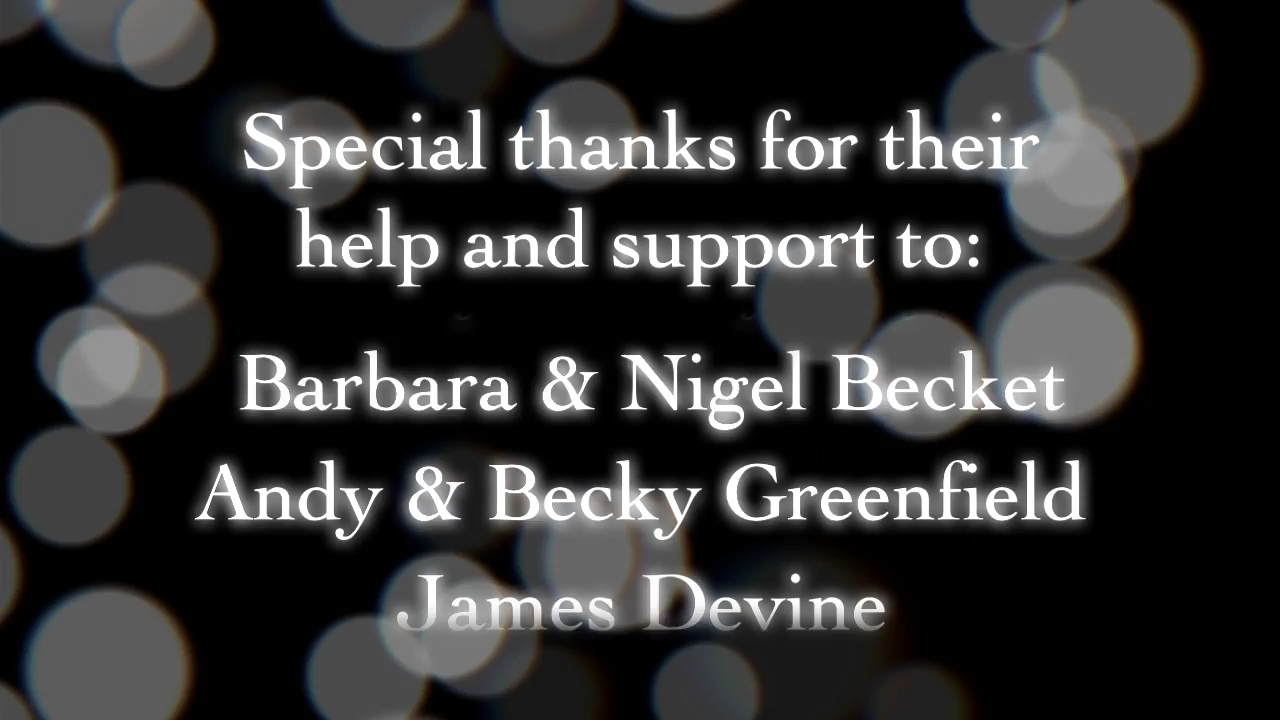 Special thanks for their
help and support to:
Barbara & Nigel Becket
Andy & Becky Greenfield
James Devine